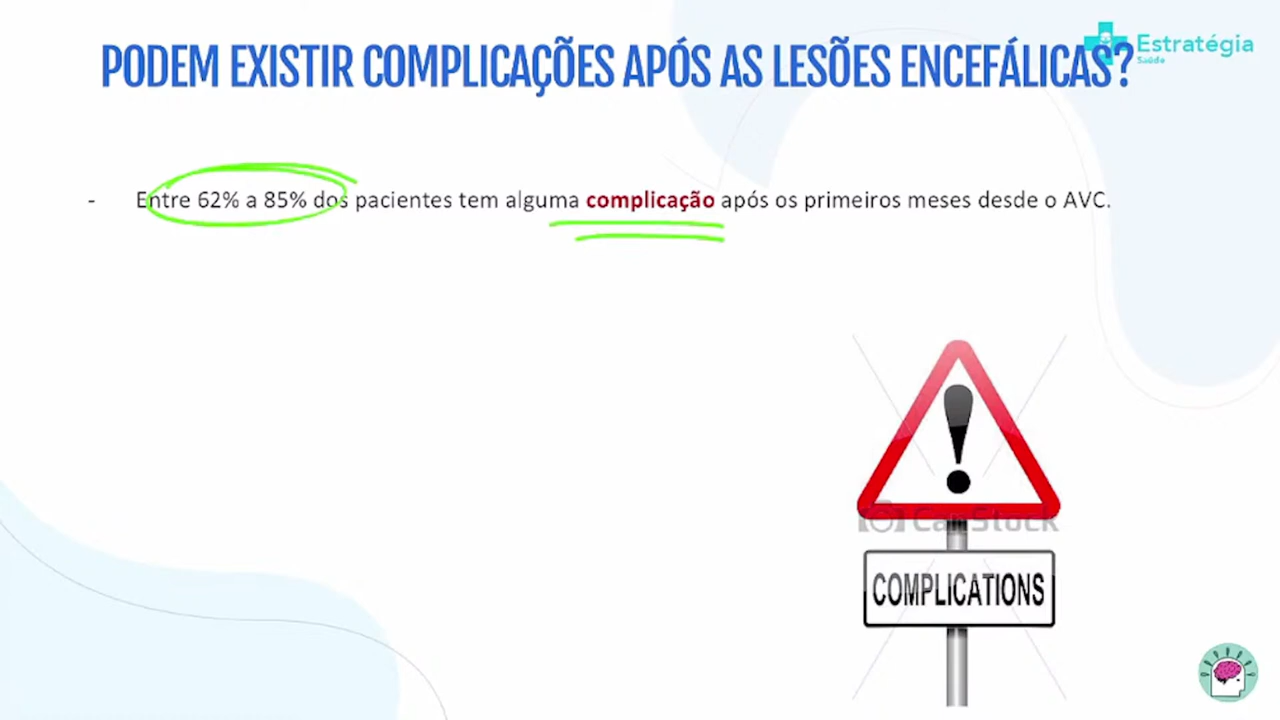 PODEM EXISTIR COMPLICAÇÕES APÓS AS LESÕES ENCEFÁLICAS?
Estratégia
Saúde
- Entre 62% a 85% dos pacientes tem alguma complicação após os primeiros meses desde o AVC.
CanStock
COMPLICATIONS